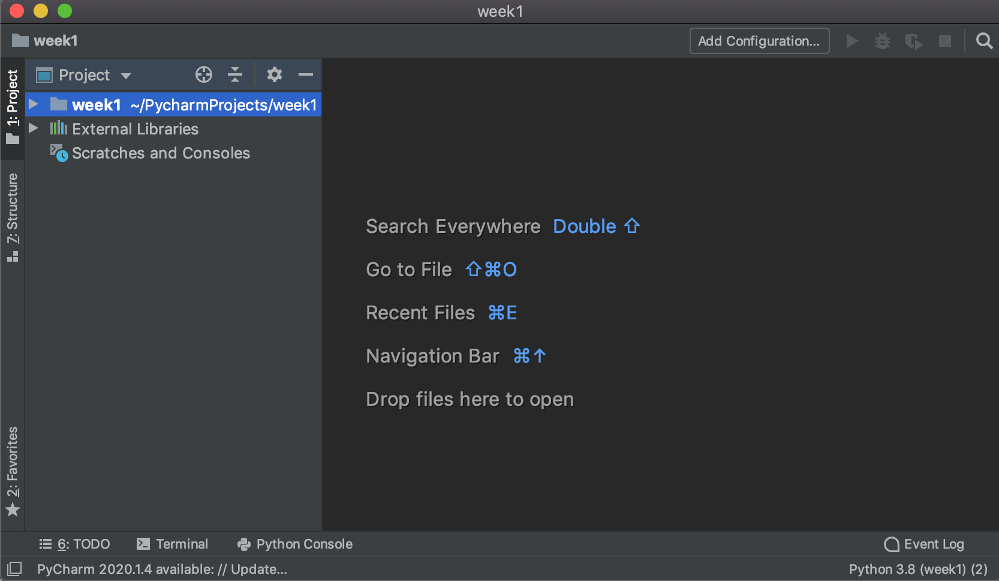 week1
week1
Add Configuration...
1: Project
Project
week1 ~/PycharmProjects/week1
External Libraries
Scratches and Consoles
7: Structure
Search Everywhere Double ⇧
Go to File ⇧⌘O
Recent Files ⌘E
Navigation Bar ⌘↑
Drop files here to open
2: Favorites
6: TODO
Terminal
Python Console
Event Log
PyCharm 2020.1.4 available: // Update...
Python 3.8 (week1) (2)